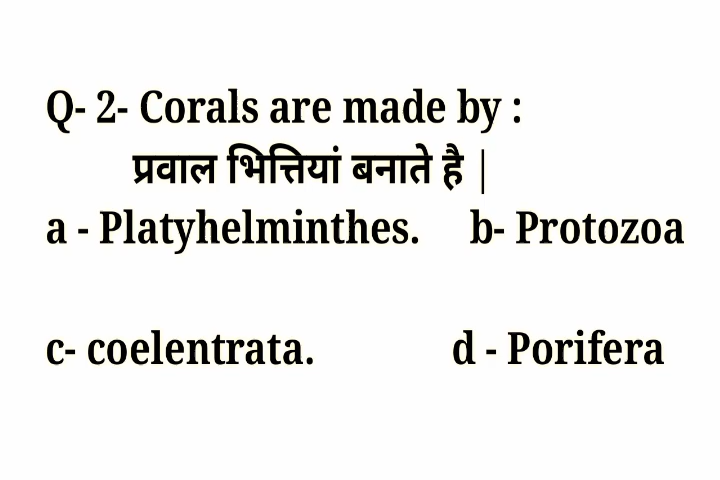 Q- 2- Corals are made by :
प्रवाल भित्तियां बनाते है |
a - Platyhelminthes. b- Protozoa
c- coelentrata. d - Porifera